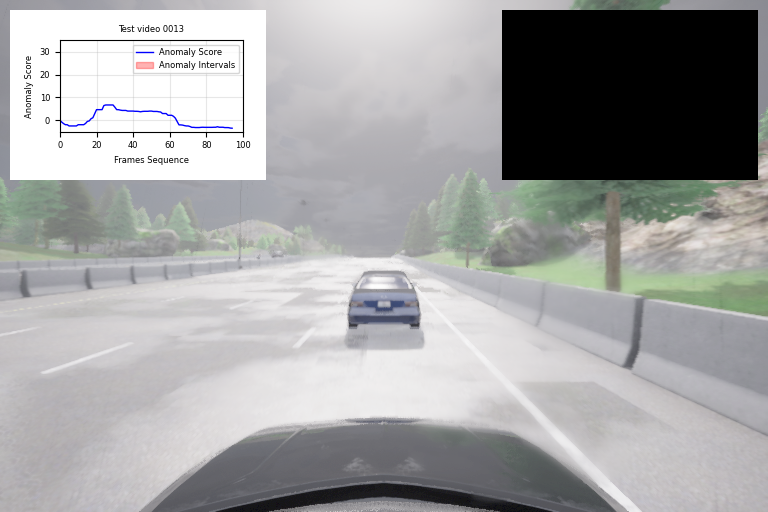 Test video 0013
Anomaly Score
Anomaly Intervals
Anomaly Score
30
20
10
0
0 20 40 60 80 100
Frames Sequence